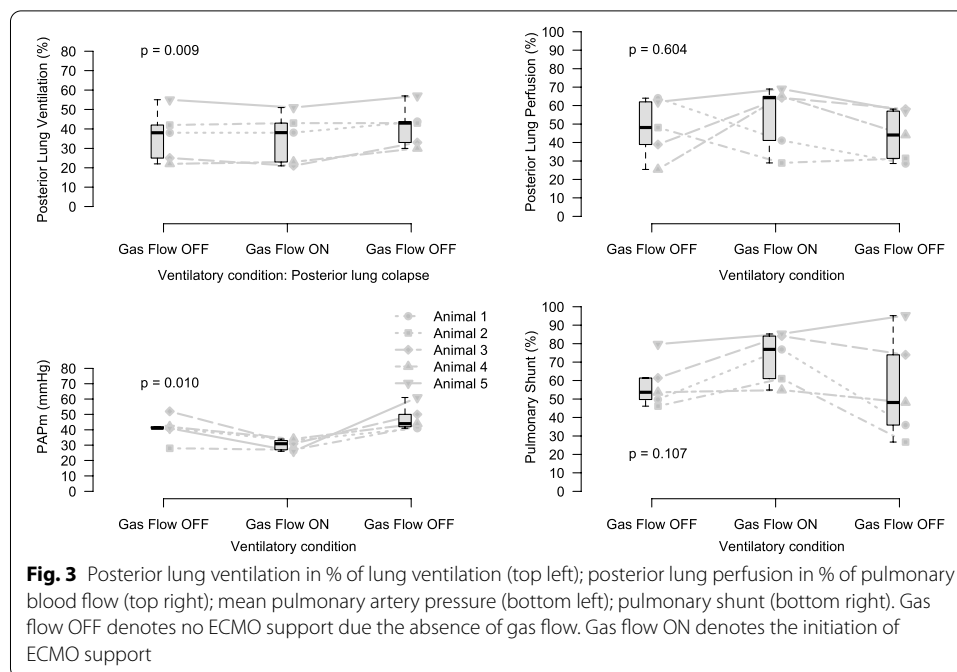 Posterior Lung Ventilation (%)
80
70
60
50
40
30
20
10
0
p = 0.009
Gas Flow OFF Gas Flow ON Gas Flow OFF
Ventilatory condition: Posterior lung colapse
Posterior Lung Perfusion (%)
100
90
80
70
60
50
40
30
20
10
0
p = 0.604
Gas Flow OFF Gas Flow ON Gas Flow OFF
Ventilatory condition
PAPm (mmHg)
80
70
60
50
40
30
20
10
0
p = 0.010
Animal 1
Animal 2
Animal 3
Animal 4
Animal 5
Gas Flow OFF Gas Flow ON Gas Flow OFF
Ventilatory condition
Pulmonary Shunt (%)
100
90
80
70
60
50
40
30
20
10
0
p = 0.107
Gas Flow OFF Gas Flow ON Gas Flow OFF
Ventilatory condition
Fig. 3 Posterior lung ventilation in % of lung ventilation (top left); posterior lung perfusion in % of pulmonary
blood flow (top right); mean pulmonary artery pressure (bottom left); pulmonary shunt (bottom right). Gas
flow OFF denotes no ECMO support due the absence of gas flow. Gas flow ON denotes the initiation of
ECMO support